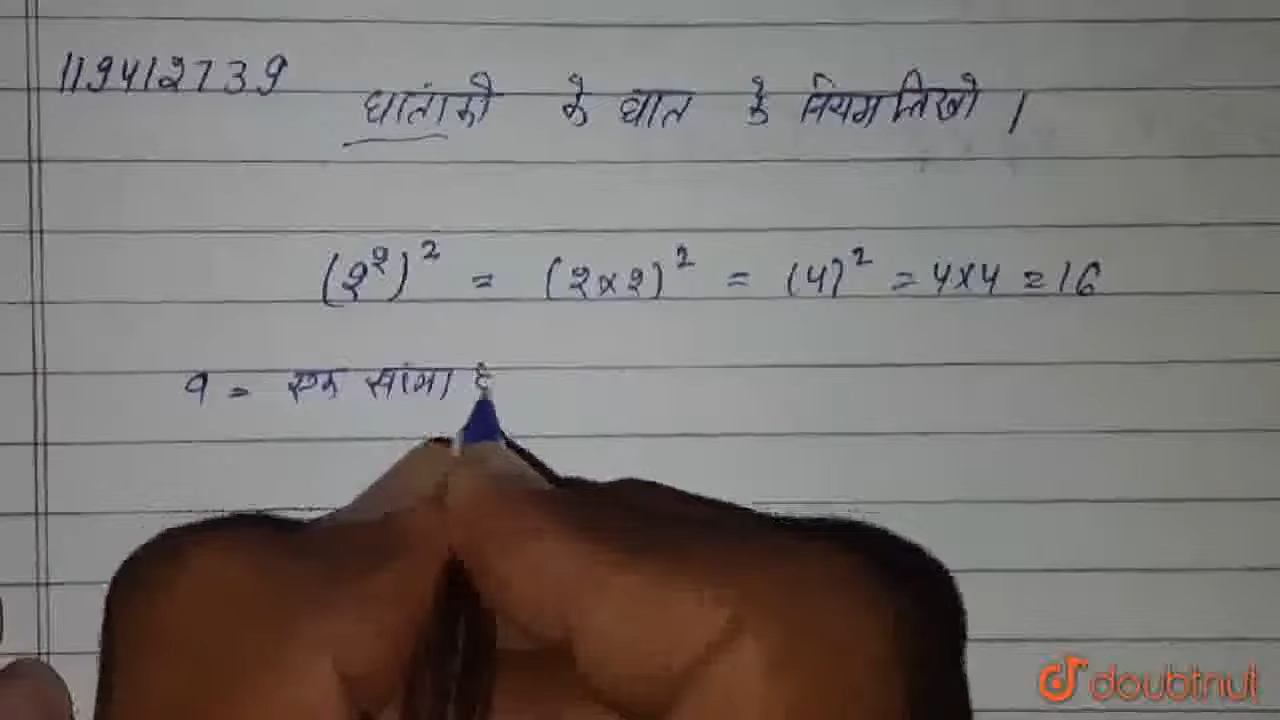 119412739
घातांको के घात के नियम लिखो ।
(2²)² = (2×2)² = (4)² = 4×4 = 16
a = एक संख्या है
doubtnut